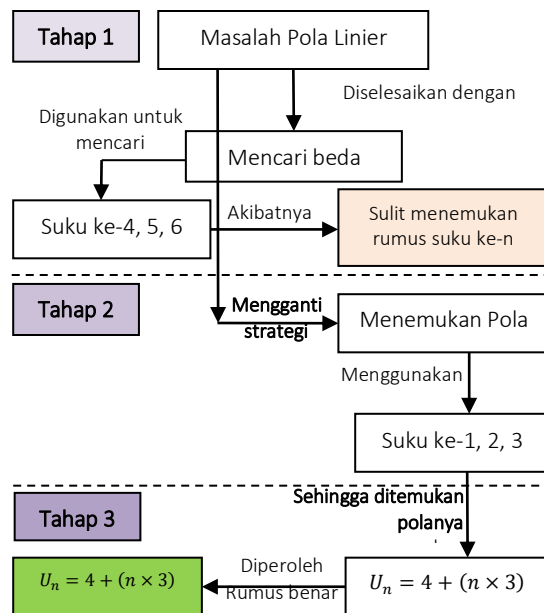 Tahap 1
Masalah Pola Linier
Diselesaikan dengan
Digunakan untuk
mencari
Mencari beda
Suku ke-4, 5, 6
Akibatnya
Sulit menemukan
rumus suku ke-n
Tahap 2
Mengganti
strategi
Menemukan Pola
Menggunakan
Suku ke-1, 2, 3
Sehingga ditemukan
polanya
Tahap 3
U_n = 4 + (n × 3)
Diperoleh
Rumus benar
U_n = 4 + (n × 3)